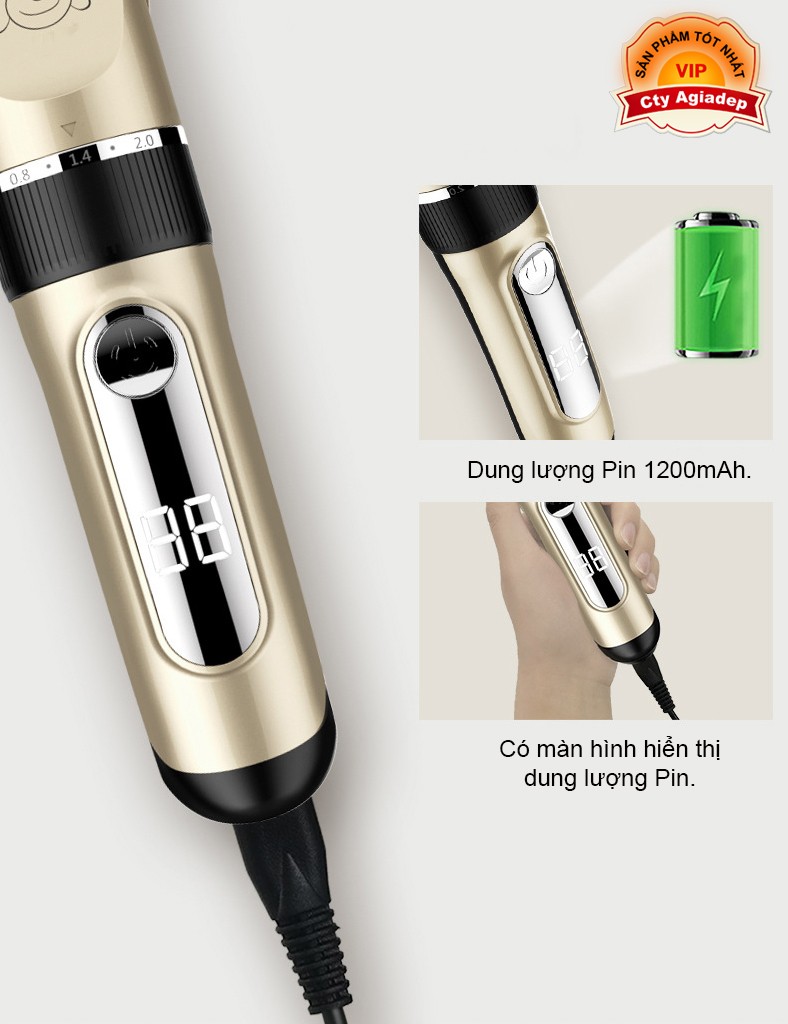 SẢN PHẨM TỐT NHẤT
VIP
Cty Agiadep
0.8 • 1.4 • 2.0
Dung lượng Pin 1200mAh.
Có màn hình hiển thị
dung lượng Pin.